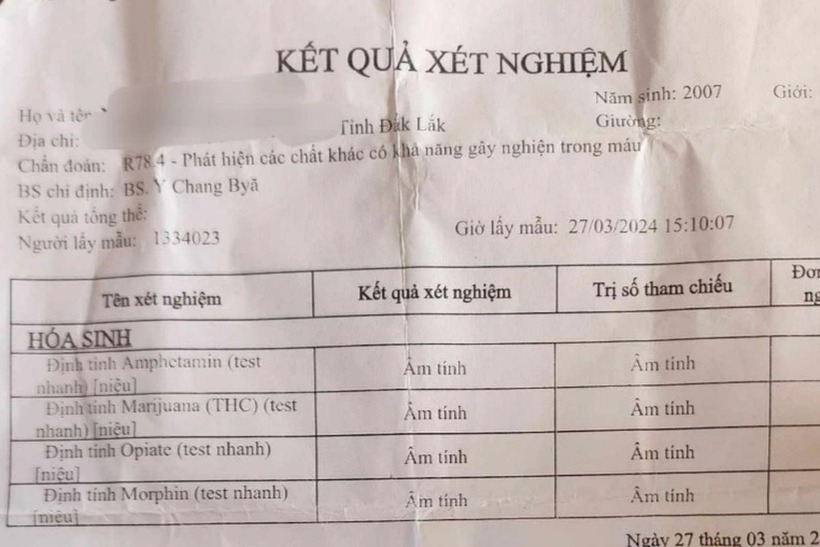 KẾT QUẢ XÉT NGHIỆM
Họ và tên
Năm sinh: 2007
Giới:
Địa chỉ:
Tỉnh Đắk Lắk
Giường:
Chẩn đoán: R78.4 - Phát hiện các chất khác có khả năng gây nghiện trong máu
BS chỉ định: BS. Y Chang Byă
Kết quả tổng thể:
Người lấy mẫu: 1334023
Giờ lấy mẫu: 27/03/2024 15:10:07
Tên xét nghiệm
Kết quả xét nghiệm
Trị số tham chiếu
HÓA SINH
Định tính Amphetamin (test
nhanh) [niệu]
Âm tính
Âm tính
Định tính Marijuana (THC) (test
nhanh) [niệu]
Âm tính
Âm tính
Định tính Opiate (test nhanh)
[niệu]
Âm tính
Âm tính
Định tính Morphin (test nhanh)
[niệu]
Âm tính
Âm tính
Ngày 27 tháng 03 năm 2